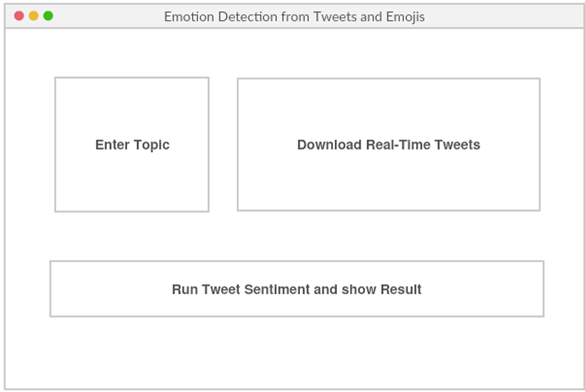 Emotion Detection from Tweets and Emojis
Enter Topic
Download Real-Time Tweets
Run Tweet Sentiment and show Result